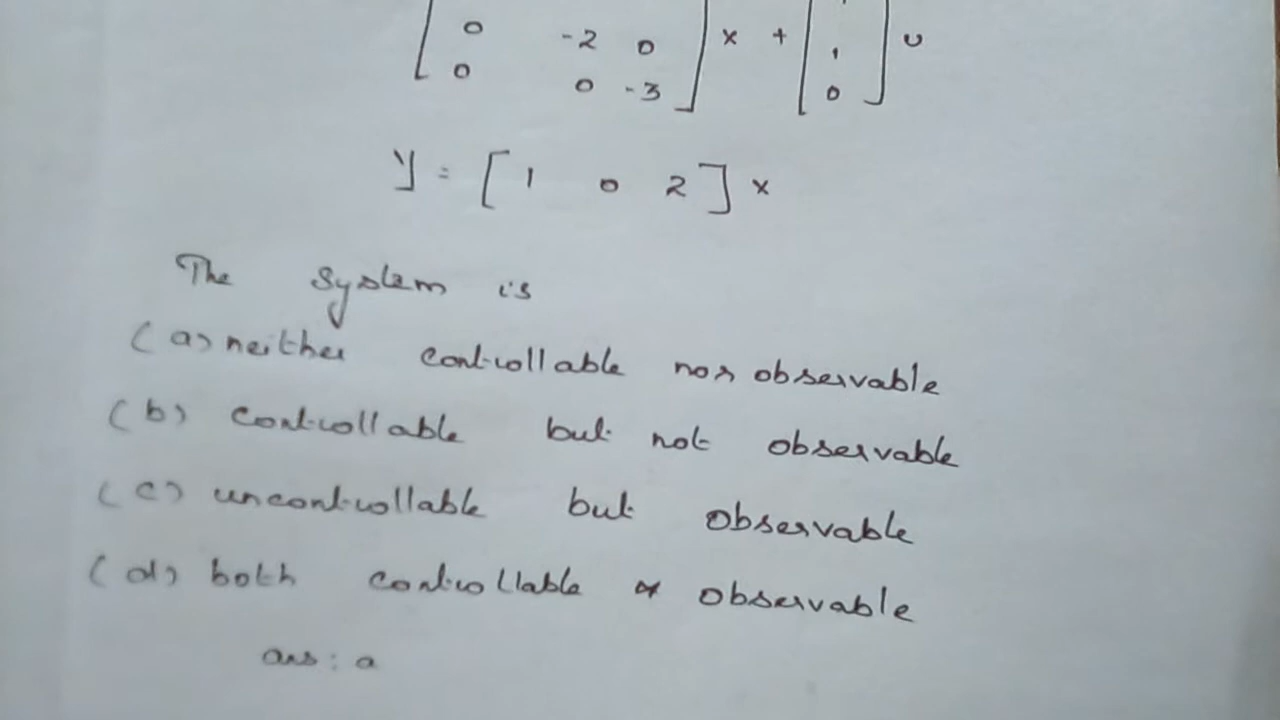 0 -2 0 x + 1 u
0 0 -3 0
y = [ 1 0 2 ] x
The system is
(a) neither controllable nor observable
(b) controllable but not observable
(c) uncontrollable but observable
(d) both controllable & observable
ans : a